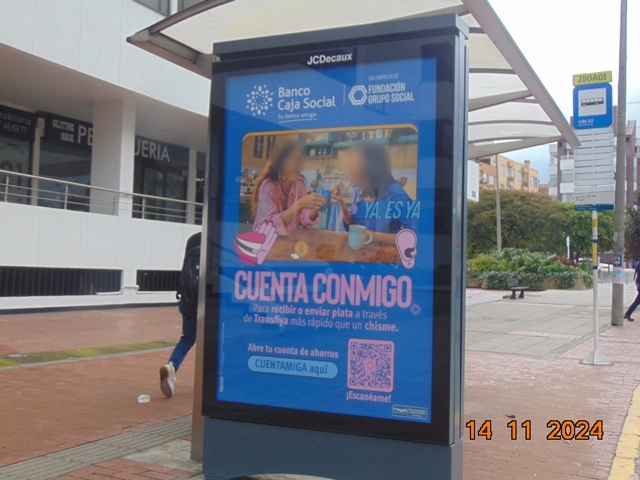 JCDecaux
Banco
Caja Social
Su banco amigo.
UNA EMPRESA DE
FUNDACIÓN
GRUPO SOCIAL
YA, ES YA
CUENTA CONMIGO
Para recibir o enviar plata a través
de Transfiya más rápido que un chisme.
Abre tu cuenta de ahorros
CUENTAMIGA aquí
¡Escanéame!
280A01
GLITTER
BAR
14 11 2024